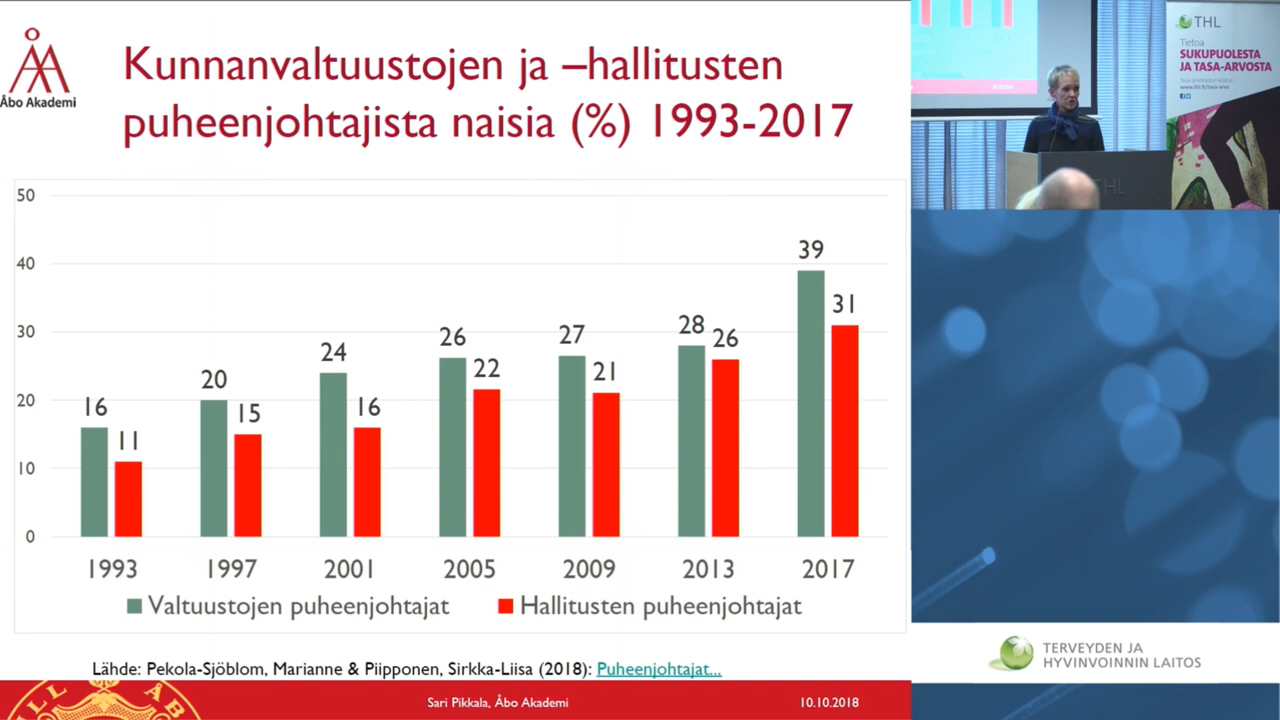 Åbo Akademi
Kunnanvaltuustojen ja –hallitusten
puheenjohtajista naisia (%) 1993-2017
50
40
30
20
10
0
16
11
20
15
24
16
26
22
27
21
28
26
39
31
1993
1997
2001
2005
2009
2013
2017
Valtuustojen puheenjohtajat
Hallitusten puheenjohtajat
Lähde: Pekola-Sjöblom, Marianne & Piipponen, Sirkka-Liisa (2018): Puheenjohtajat...
Sari Pikkala, Åbo Akademi
10.10.2018
THL
Tietoa
SUKUPUOLESTA
JA TASA-ARVOSTA
THL
TERVEYDEN JA
HYVINVOINNIN LAITOS